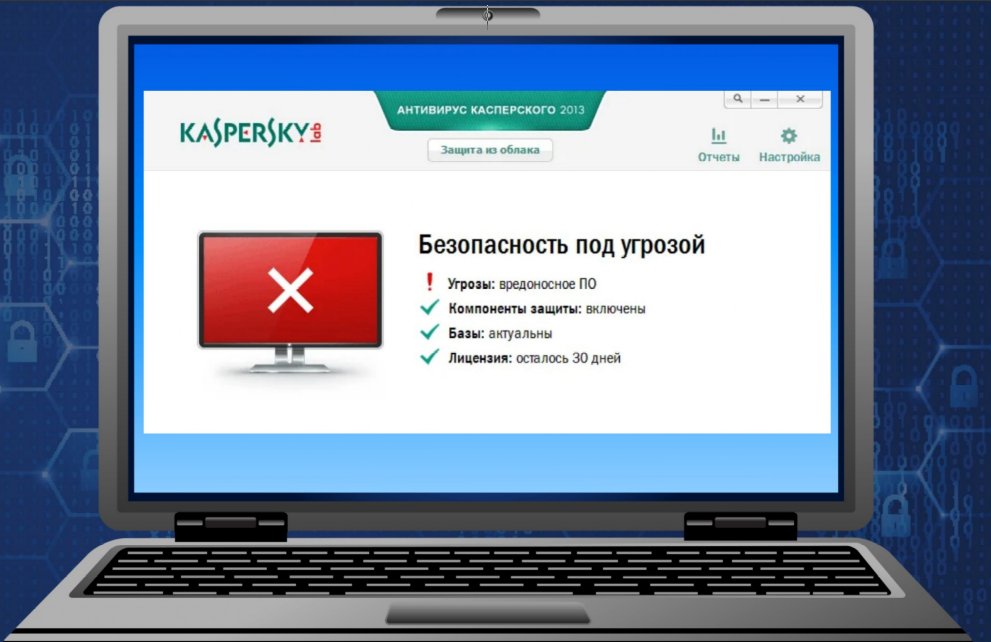 KASPERSKY lab
АНТИВИРУС КАСПЕРСКОГО 2013
Защита из облака
Отчеты
Настройка
Безопасность под угрозой
Угрозы: вредоносное ПО
Компоненты защиты: включены
Базы: актуальны
Лицензия: осталось 30 дней